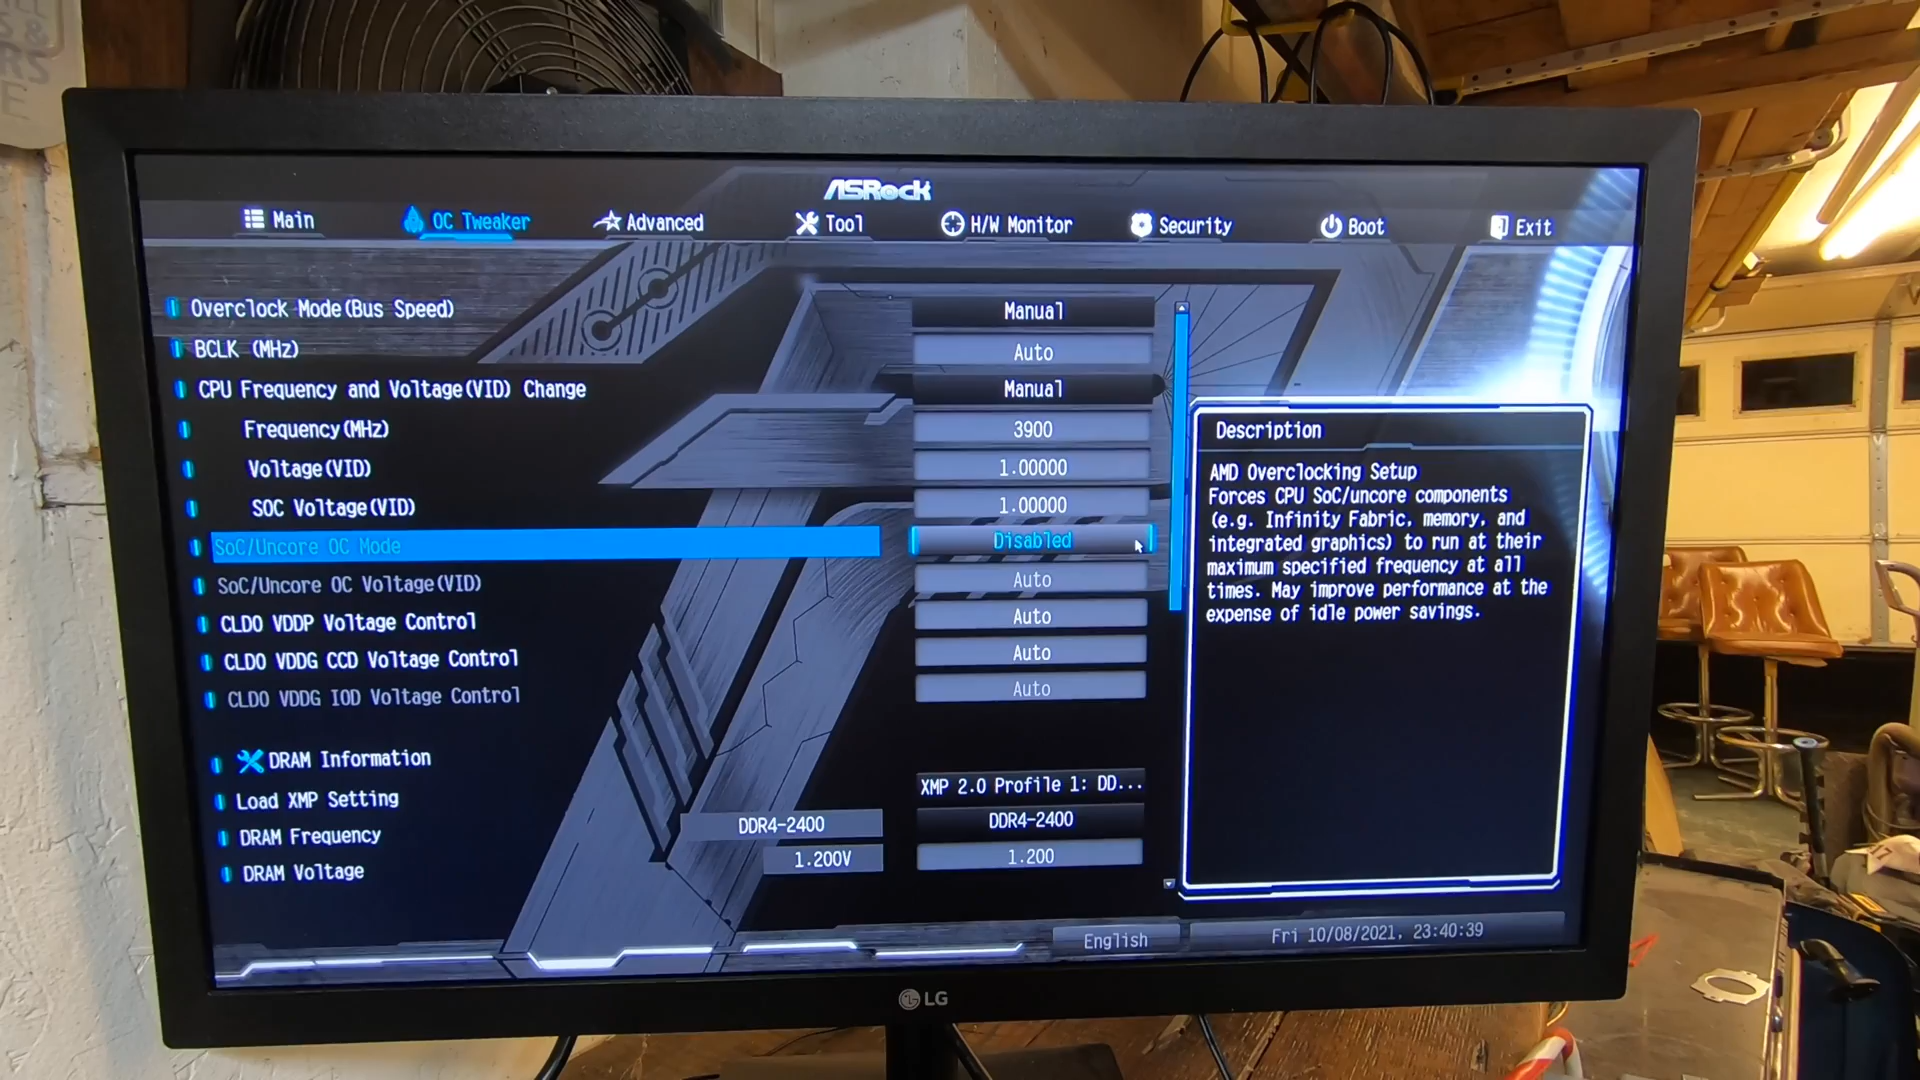 RS
E
ASRock
Main OC Tweaker Advanced Tool H/W Monitor Security Boot Exit
Overclock Mode(Bus Speed) Manual
BCLK (MHz) Auto
CPU Frequency and Voltage(VID) Change Manual
Frequency(MHz) 3900
Voltage(VID) 1.00000
SOC Voltage(VID) 1.00000
SoC/Uncore OC Mode Disabled
SoC/Uncore OC Voltage(VID) Auto
CLDO VDDP Voltage Control Auto
CLDO VDDG CCD Voltage Control Auto
CLDO VDDG IOD Voltage Control Auto
DRAM Information
Load XMP Setting XMP 2.0 Profile 1: DD...
DRAM Frequency DDR4-2400 DDR4-2400
DRAM Voltage 1.200V 1.200
Description
AMD Overclocking Setup
Forces CPU SoC/uncore components
(e.g. Infinity Fabric, memory, and
integrated graphics) to run at their
maximum specified frequency at all
times. May improve performance at the
expense of idle power savings.
English Fri 10/08/2021, 23:40:39
LG